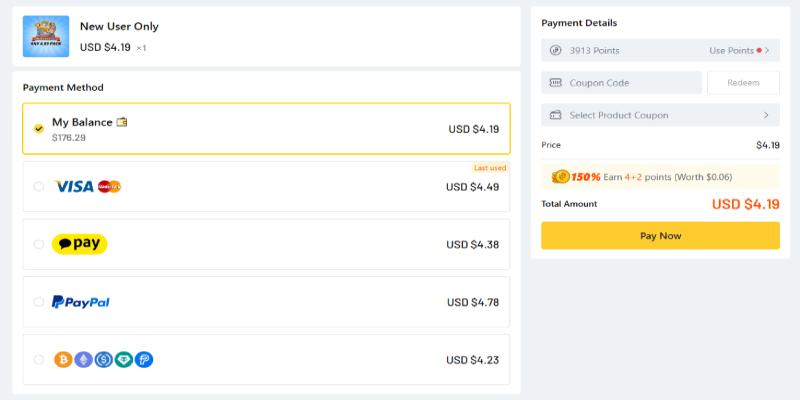 New User Only
USD $4.19 ×1
Payment Method
My Balance
$176.29
USD $4.19
Last used
VISA
USD $4.49
pay
USD $4.38
PayPal
USD $4.78
USD $4.23
Payment Details
3913 Points
Use Points
Coupon Code
Redeem
Select Product Coupon
Price
$4.19
150% Earn 4+2 points (Worth $0.06)
Total Amount
USD $4.19
Pay Now